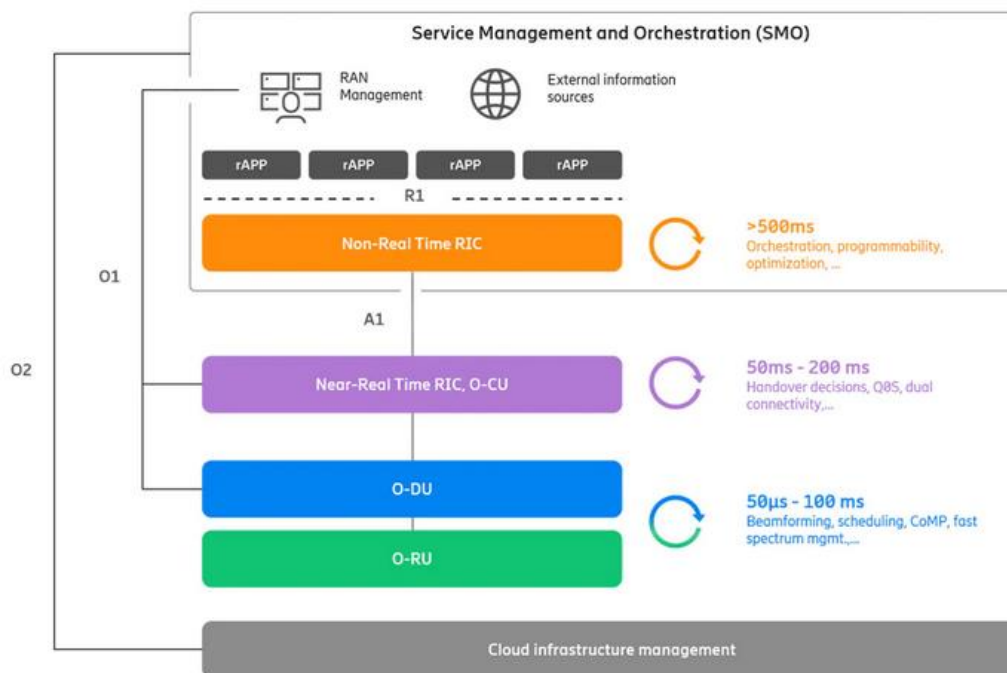 Service Management and Orchestration (SMO)
RAN
Management
External information
sources
rAPP
rAPP
rAPP
rAPP
R1
Non-Real Time RIC
>500ms
Orchestration, programmability,
optimization, ...
O1
A1
O2
Near-Real Time RIC, O-CU
50ms - 200 ms
Handover decisions, Q0S, dual
connectivity,...
O-DU
50µs - 100 ms
Beamforming, scheduling, CoMP, fast
spectrum mgmt.,...
O-RU
Cloud infrastructure management